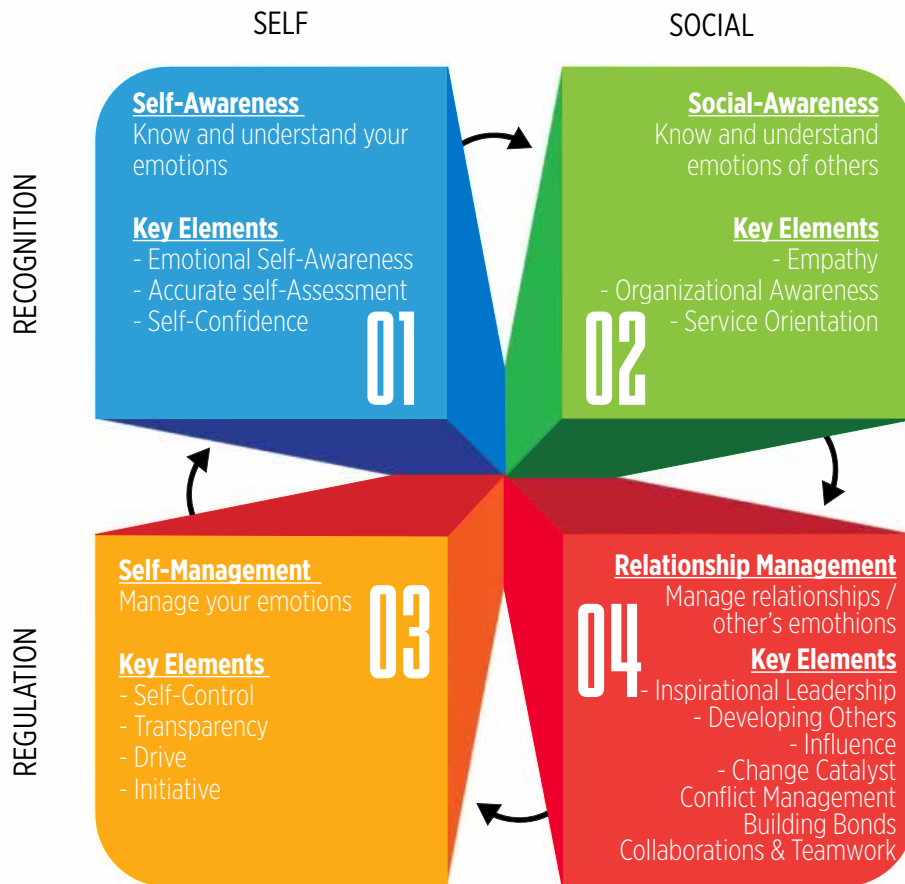 SELF
SOCIAL
RECOGNITION
Self-Awareness
Know and understand your
emotions
Key Elements
- Emotional Self-Awareness
- Accurate self-Assessment
- Self-Confidence
01
Social-Awareness
Know and understand
emotions of others
Key Elements
- Empathy
- Organizational Awareness
- Service Orientation
02
REGULATION
Self-Management
Manage your emotions
03
Key Elements
- Self-Control
- Transparency
- Drive
- Initiative
Relationship Management
Manage relationships /
other's emothions
04
Key Elements
- Inspirational Leadership
- Developing Others
- Influence
- Change Catalyst
Conflict Management
Building Bonds
Collaborations & Teamwork